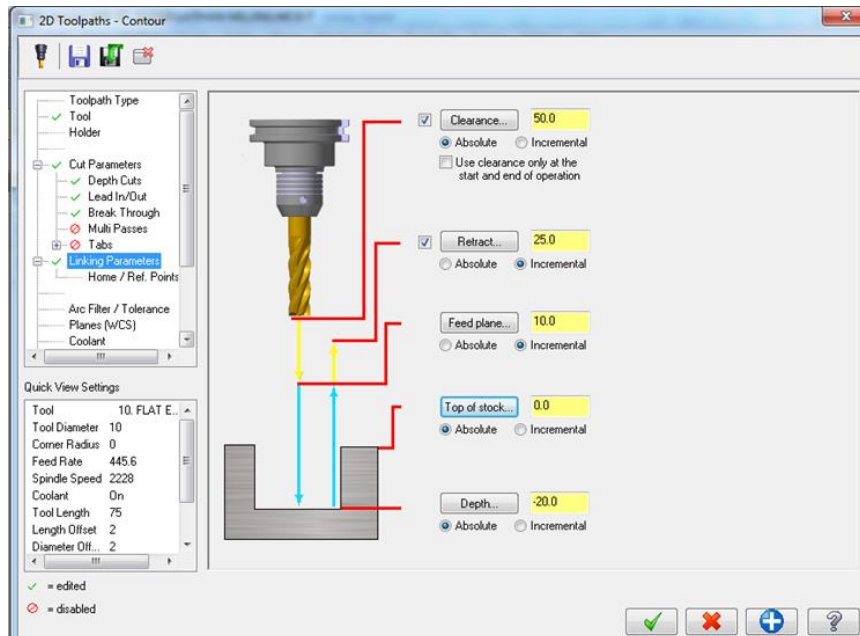 2D Toolpaths - Contour
Toolpath Type
Tool
Holder
Cut Parameters
Depth Cuts
Lead In/Out
Break Through
Multi Passes
Tabs
Linking Parameters
Home / Ref. Points
Arc Filter / Tolerance
Planes (WCS)
Coolant
Quick View Settings
Tool 10. FLAT E...
Tool Diameter 10
Corner Radius 0
Feed Rate 445.6
Spindle Speed 2228
Coolant On
Tool Length 75
Length Offset 2
Diameter Off... 2
= edited
= disabled
Clearance... 50.0
Absolute Incremental
Use clearance only at the
start and end of operation
Retract... 25.0
Absolute Incremental
Feed plane... 10.0
Absolute Incremental
Top of stock... 0.0
Absolute Incremental
Depth... -20.0
Absolute Incremental